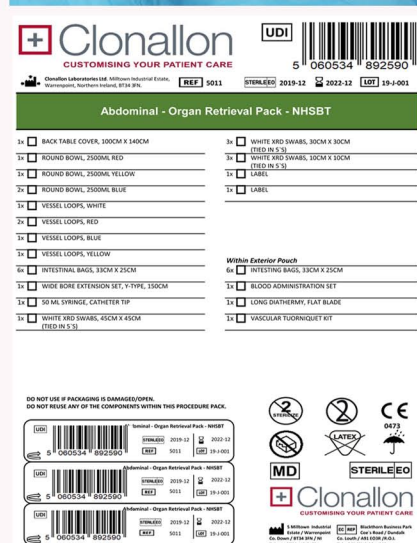 Clonallon
CUSTOMISING YOUR PATIENT CARE
UDI
5 060534 892590
Clonallon Laboratories Ltd. Milltown Industrial Estate,
Warrenpoint, Northern Ireland, BT34 3FN.
REF 5011
STERILE EO 2019-12 2022-12 LOT 19-J-001
Abdominal - Organ Retrieval Pack - NHSBT
1x BACK TABLE COVER, 100CM X 140CM
1x ROUND BOWL, 2500ML RED
1x ROUND BOWL, 2500ML YELLOW
2x ROUND BOWL, 2500ML BLUE
1x VESSEL LOOPS, WHITE
2x VESSEL LOOPS, RED
1x VESSEL LOOPS, BLUE
1x VESSEL LOOPS, YELLOW
6x INTESTINAL BAGS, 33CM X 25CM
1x WIDE BORE EXTENSION SET, Y-TYPE, 150CM
1x 50 ML SYRINGE, CATHETER TIP
1x WHITE XRD SWABS, 45CM X 45CM
(TIED IN 5`S)
3x WHITE XRD SWABS, 30CM X 30CM
(TIED IN 5`S)
3x WHITE XRD SWABS, 10CM X 10CM
(TIED IN 5`S)
1x LABEL
1x LABEL
Within Exterior Pouch
6x INTESTING BAGS, 33CM X 25CM
1x BLOOD ADMINISTRATION SET
1x LONG DIATHERMY, FLAT BLADE
1x VASCULAR TUORNIQUET KIT
DO NOT USE IF PACKAGING IS DAMAGED/OPEN.
DO NOT REUSE ANY OF THE COMPONENTS WITHIN THIS PROCEDURE PACK.
UDI
5 060534 892590
dominal - Organ Retrieval Pack - NHSBT
STERILE EO 2019-12 2022-12
REF 5011 LOT 19-J-001
UDI
5 060534 892590
Abdominal - Organ Retrieval Pack - NHSBT
STERILE EO 2019-12 2022-12
REF 5011 LOT 19-J-001
UDI
5 060534 892590
Abdominal - Organ Retrieval Pack - NHSBT
STERILE EO 2019-12 2022-12
REF 5011 LOT 19-J-001
2
STERILIZE
2
CE
0473
LATEX
MD
STERILE EO
Clonallon
CUSTOMISING YOUR PATIENT CARE
5 Milltown Industrial
Estate / Warrenpoint
Co. Down / BT34 3FN / NI
EC REP
Blackthorn Business Park
Coe's Road / Dundalk
Co. Louth / A91 EO3R /R.O.I.